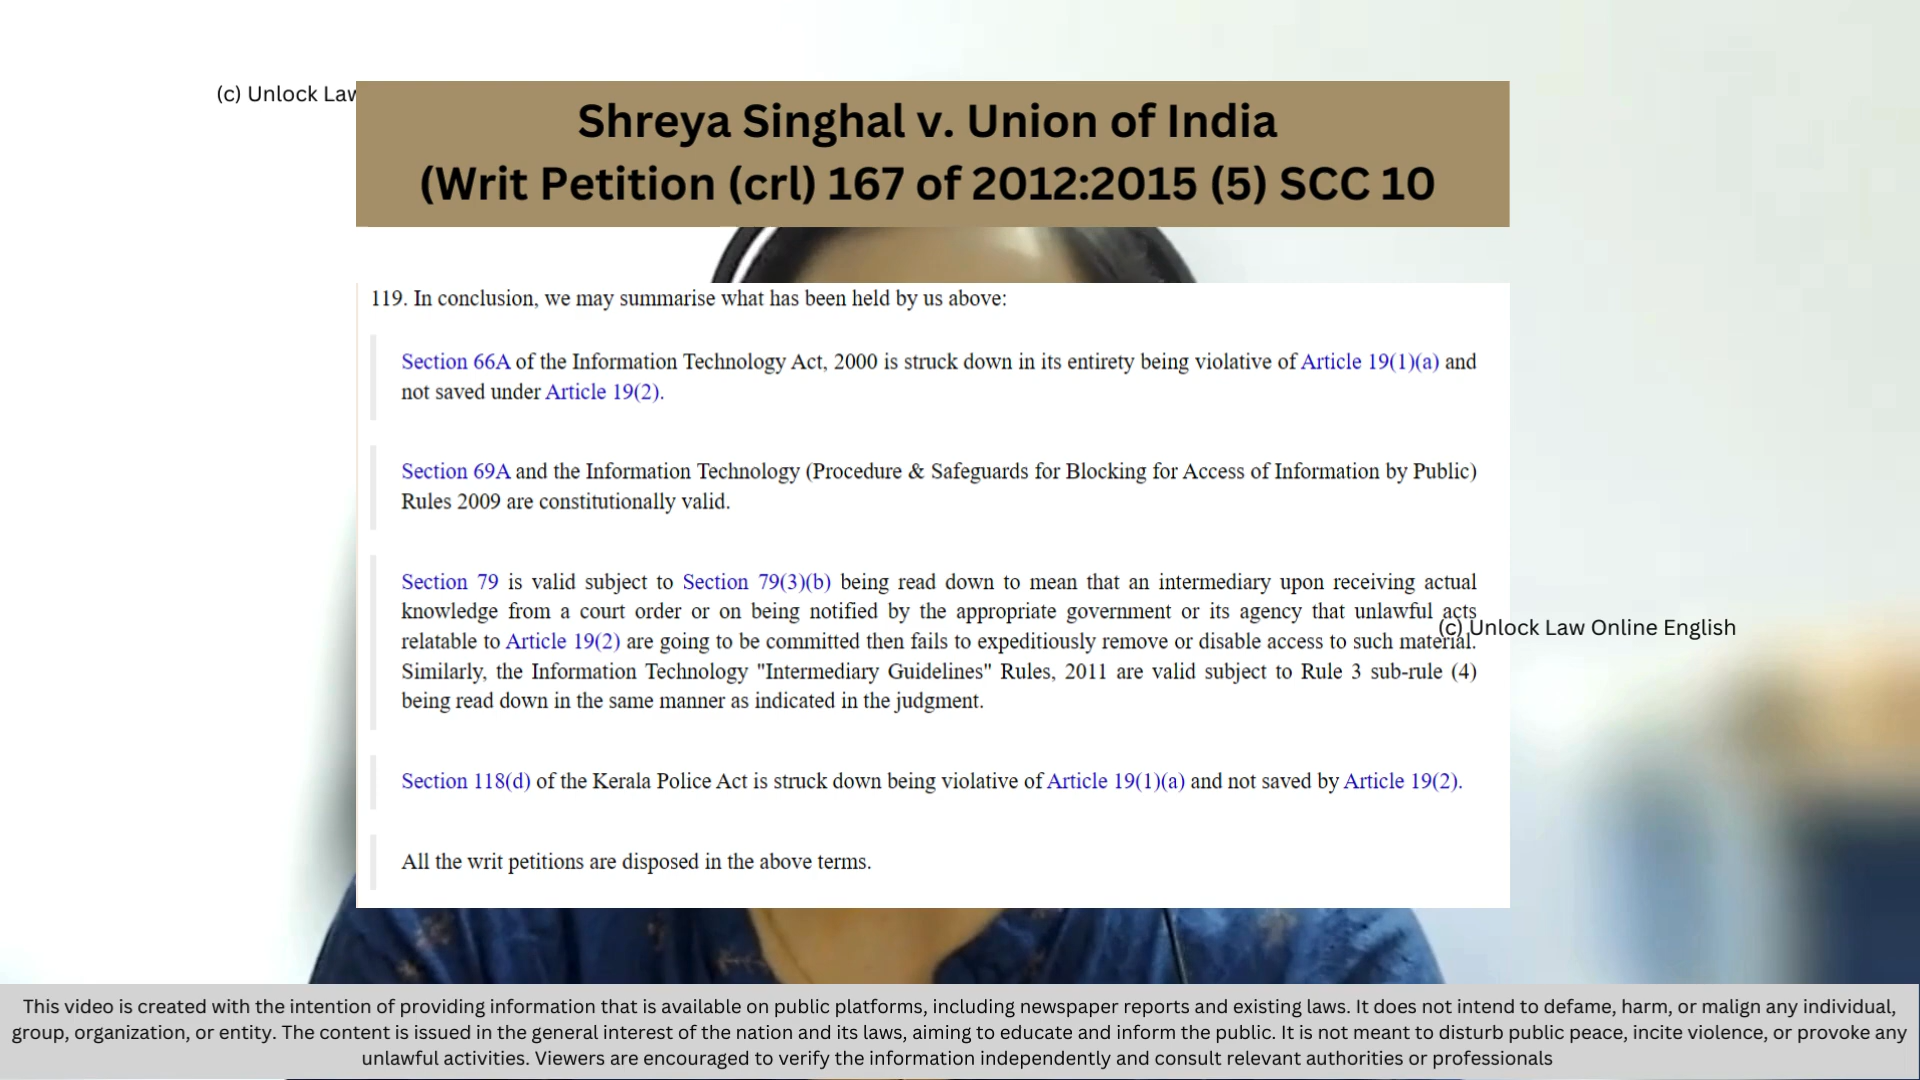 (c) Unlock Law
Shreya Singhal v. Union of India
(Writ Petition (crl) 167 of 2012:2015 (5) SCC 10
119. In conclusion, we may summarise what has been held by us above:
Section 66A of the Information Technology Act, 2000 is struck down in its entirety being violative of Article 19(1)(a) and
not saved under Article 19(2).
Section 69A and the Information Technology (Procedure & Safeguards for Blocking for Access of Information by Public)
Rules 2009 are constitutionally valid.
Section 79 is valid subject to Section 79(3)(b) being read down to mean that an intermediary upon receiving actual
knowledge from a court order or on being notified by the appropriate government or its agency that unlawful acts
relatable to Article 19(2) are going to be committed then fails to expeditiously remove or disable access to such material.
(c) Unlock Law Online English
Similarly, the Information Technology "Intermediary Guidelines" Rules, 2011 are valid subject to Rule 3 sub-rule (4)
being read down in the same manner as indicated in the judgment.
Section 118(d) of the Kerala Police Act is struck down being violative of Article 19(1)(a) and not saved by Article 19(2).
All the writ petitions are disposed in the above terms.
This video is created with the intention of providing information that is available on public platforms, including newspaper reports and existing laws. It does not intend to defame, harm, or malign any individual,
group, organization, or entity. The content is issued in the general interest of the nation and its laws, aiming to educate and inform the public. It is not meant to disturb public peace, incite violence, or provoke any
unlawful activities. Viewers are encouraged to verify the information independently and consult relevant authorities or professionals